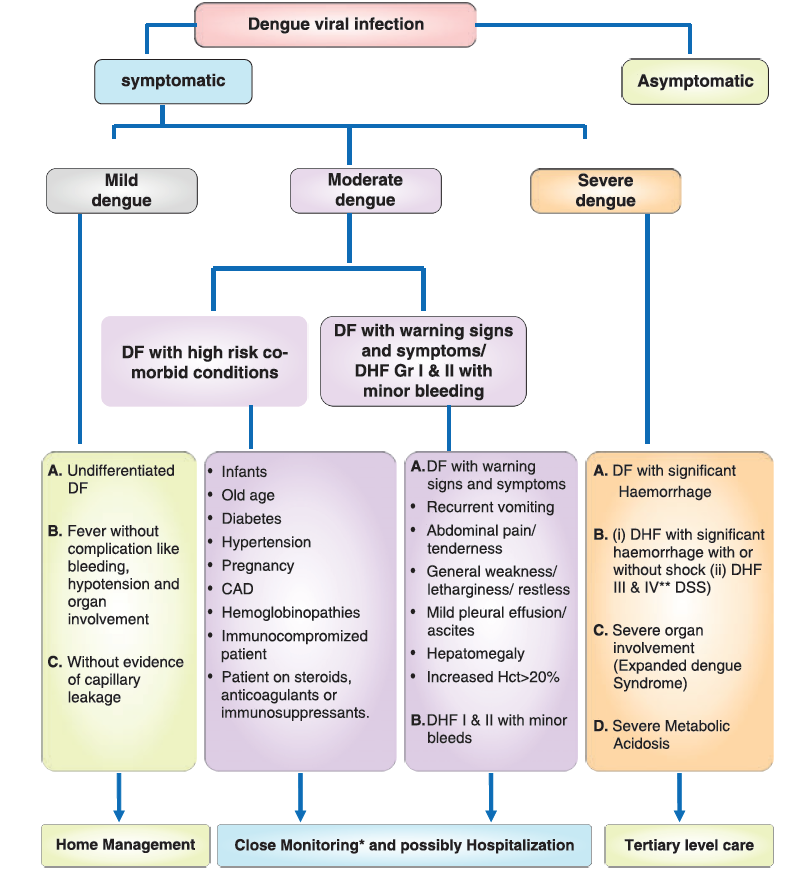 Dengue viral infection
symptomatic
Asymptomatic
Mild
dengue
Moderate
dengue
Severe
dengue
DF with high risk co-
morbid conditions
DF with warning signs
and symptoms/
DHF Gr I & II with
minor bleeding
A. Undifferentiated
DF
B. Fever without
complication like
bleeding,
hypotension and
organ
involvement
C. Without evidence
of capillary
leakage
• Infants
• Old age
• Diabetes
• Hypertension
• Pregnancy
• CAD
• Hemoglobinopathies
• Immunocompromized
patient
• Patient on steroids,
anticoagulants or
immunosuppressants.
A. DF with warning
signs and symptoms
• Recurrent vomiting
• Abdominal pain/
tenderness
• General weakness/
letharginess/ restless
• Mild pleural effusion/
ascites
• Hepatomegaly
• Increased Hct>20%
B. DHF I & II with minor
bleeds
A. DF with significant
Haemorrhage
B. (i) DHF with significant
haemorrhage with or
without shock (ii) DHF
III & IV** DSS)
C. Severe organ
involvement
(Expanded dengue
Syndrome)
D. Severe Metabolic
Acidosis
Home Management
Close Monitoring* and possibly Hospitalization
Tertiary level care